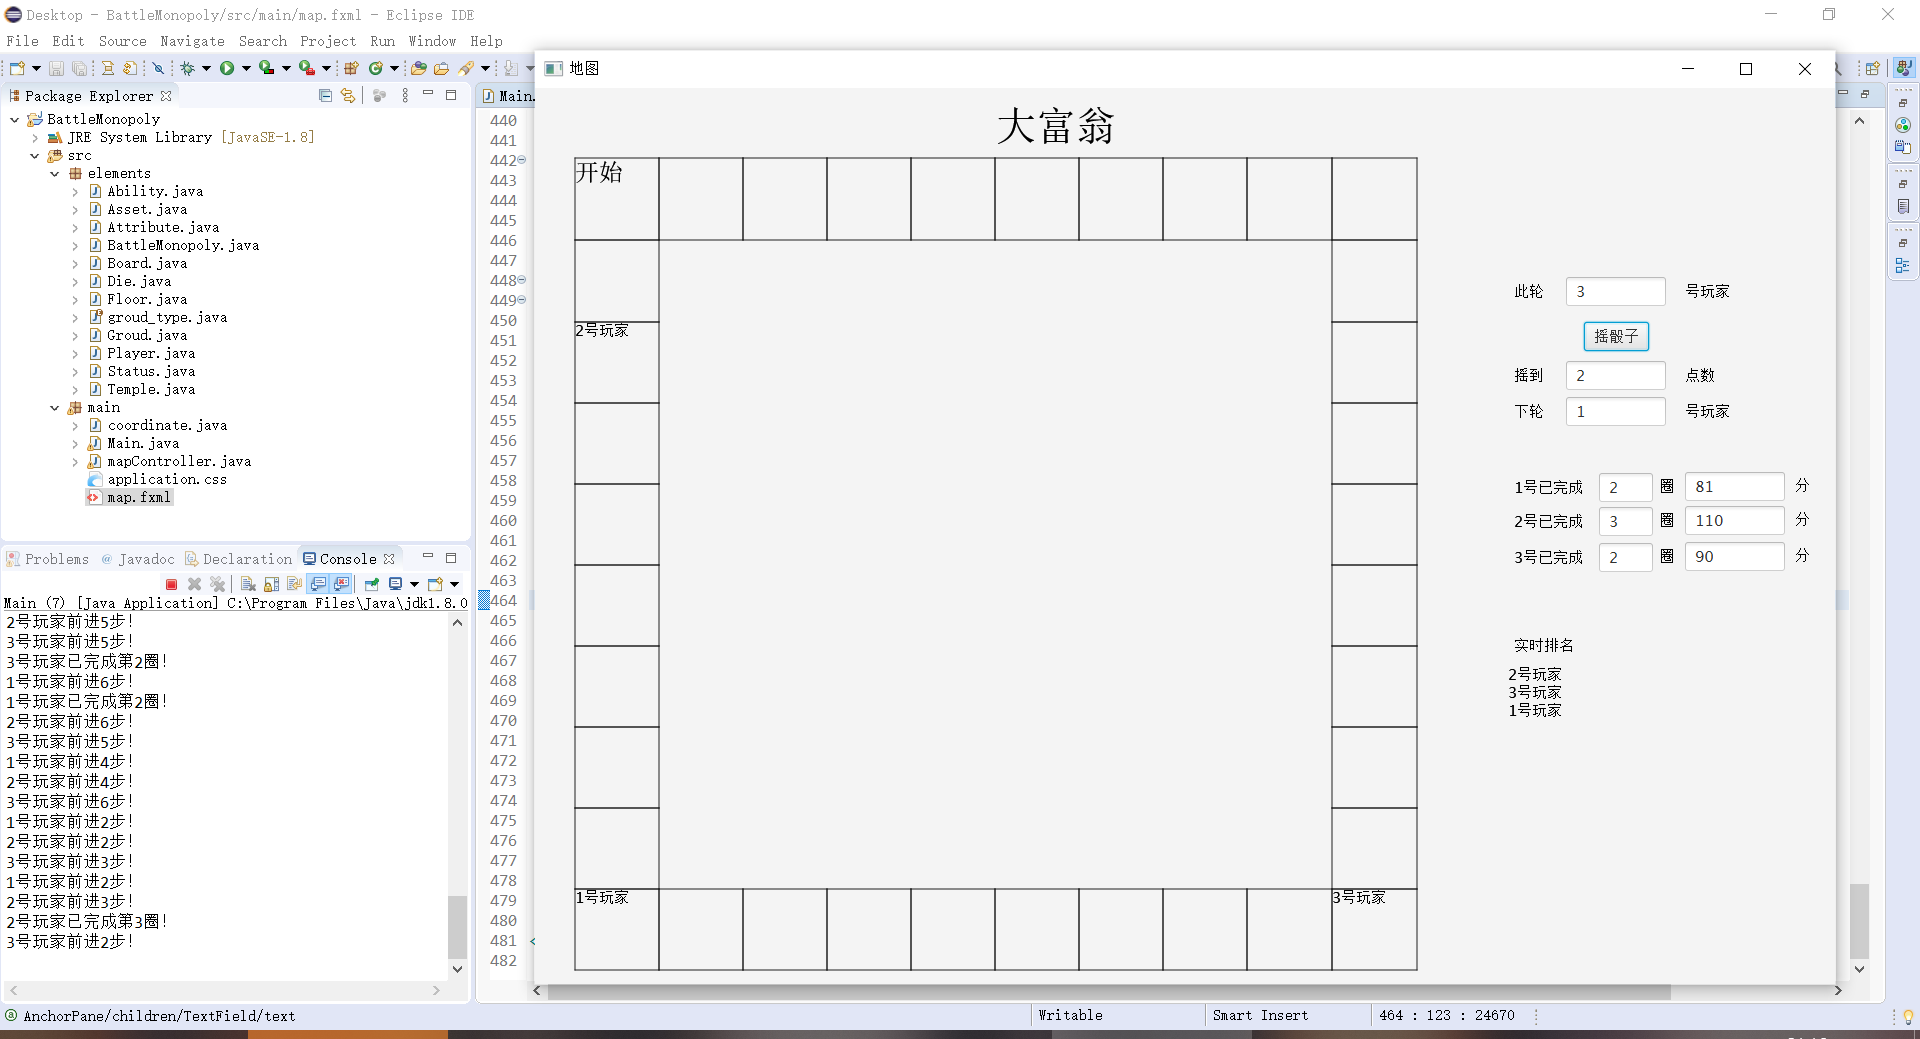 Desktop - BattleMonopoly/src/main/map.fxml - Eclipse IDE
File Edit Source Navigate Search Project Run Window Help
Package Explorer
BattleMonopoly
JRE System Library [JavaSE-1.8]
src
elements
Ability.java
Asset.java
Attribute.java
BattleMonopoly.java
Board.java
Die.java
Floor.java
groud_type.java
Groud.java
Player.java
Status.java
Temple.java
main
coordinate.java
Main.java
mapController.java
application.css
map.fxml
Problems @ Javadoc Declaration Console
Main (7) [Java Application] C:\Program Files\Java\jdk1.8.0
2号玩家前进5步!
3号玩家前进5步!
3号玩家已完成第2圈!
1号玩家前进6步!
1号玩家已完成第2圈!
2号玩家前进6步!
3号玩家前进5步!
1号玩家前进4步!
2号玩家前进4步!
3号玩家前进6步!
1号玩家前进2步!
2号玩家前进2步!
3号玩家前进3步!
1号玩家前进2步!
2号玩家前进3步!
2号玩家已完成第3圈!
3号玩家前进2步!
Main.
440
441
442
443
444
445
446
447
448
449
450
451
452
453
454
455
456
457
458
459
460
461
462
463
464
465
466
467
468
469
470
471
472
473
474
475
476
477
478
479
480
481
482
地图
大富翁
开始
2号玩家
1号玩家
3号玩家
此轮 3 号玩家
摇骰子
摇到 2 点数
下轮 1 号玩家
1号已完成 2 圈 81 分
2号已完成 3 圈 110 分
3号已完成 2 圈 90 分
实时排名
2号玩家
3号玩家
1号玩家
AnchorPane/children/TextField/text
Writable
Smart Insert
464 : 123 : 24670